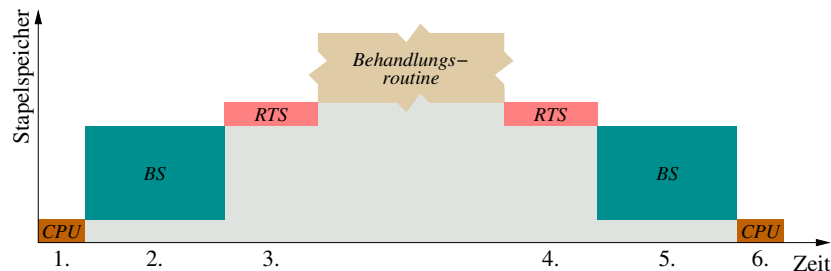 Stapelspeicher
Behandlungs−
routine
RTS
RTS
BS
BS
CPU
CPU
1.
2.
3.
4.
5.
6.
Zeit